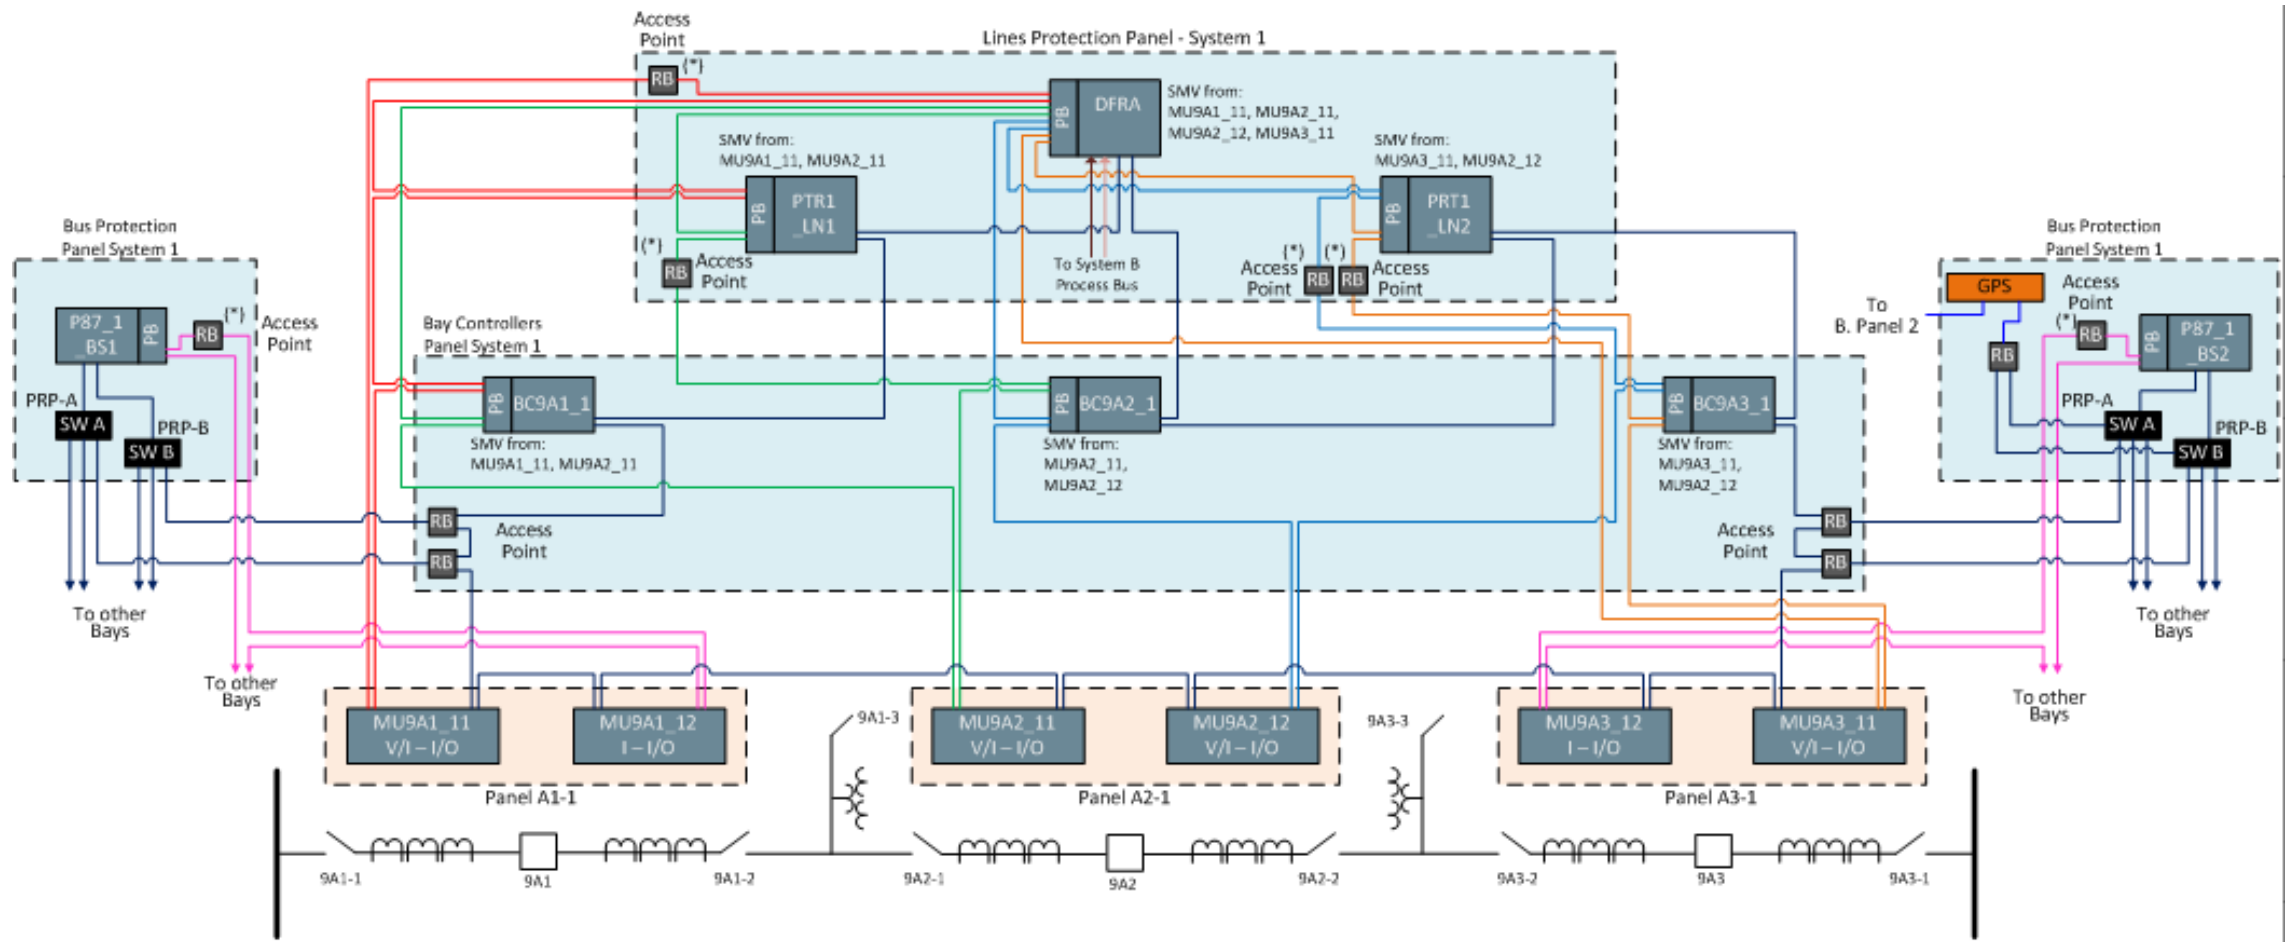 Access
Point
Lines Protection Panel - System 1
RB
(*)
PB
DFRA
SMV from:
MU9A1_11, MU9A2_11,
MU9A2_12, MU9A3_11
SMV from:
MU9A1_11, MU9A2_11
SMV from:
MU9A3_11, MU9A2_12
PB
PTR1
_LN1
PB
PRT1
_LN2
(*)
RB
Access
Point
To System B
Process Bus
Access
Point
(*)
RB
(*)
RB
Access
Point
Bus Protection
Panel System 1
P87_1
_BS1
PB
RB
(*)
Access
Point
PRP-A
SW A
PRP-B
SW B
To other
Bays
To other
Bays
Bay Controllers
Panel System 1
PB
BC9A1_1
SMV from:
MU9A1_11, MU9A2_11
PB
BC9A2_1
SMV from:
MU9A2_11,
MU9A2_12
PB
BC9A3_1
SMV from:
MU9A3_11,
MU9A2_12
RB
RB
Access
Point
Access
Point
RB
RB
Bus Protection
Panel System 1
GPS
To
B. Panel 2
Access
Point
(*)
RB
RB
PB
P87_1
_BS2
PRP-A
SW A
PRP-B
SW B
To other
Bays
To other
Bays
MU9A1_11
V/I – I/O
MU9A1_12
I – I/O
Panel A1-1
9A1-3
MU9A2_11
V/I – I/O
MU9A2_12
V/I – I/O
Panel A2-1
9A3-3
MU9A3_12
I – I/O
MU9A3_11
V/I – I/O
Panel A3-1
9A1-1
9A1
9A1-2
9A2-1
9A2
9A2-2
9A3-2
9A3
9A3-1